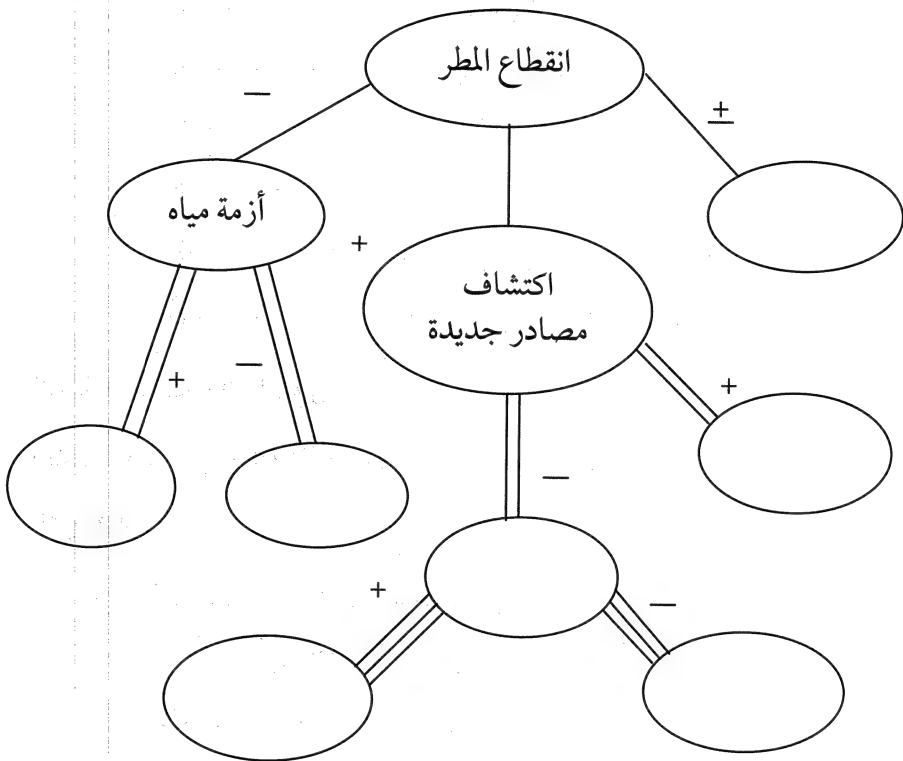 انقطاع المطر
—
±
أزمة مياه
+
اكتشاف
مصادر جديدة
+
—
+
—
+
—